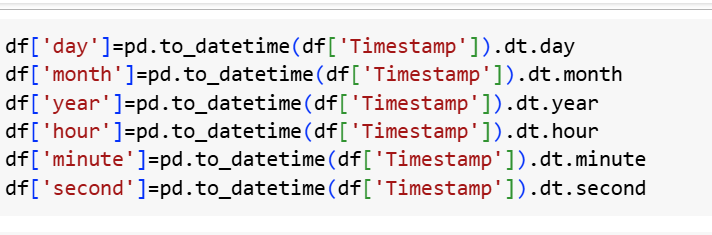 df['day']=pd.to_datetime(df['Timestamp']).dt.day
df['month']=pd.to_datetime(df['Timestamp']).dt.month
df['year']=pd.to_datetime(df['Timestamp']).dt.year
df['hour']=pd.to_datetime(df['Timestamp']).dt.hour
df['minute']=pd.to_datetime(df['Timestamp']).dt.minute
df['second']=pd.to_datetime(df['Timestamp']).dt.second